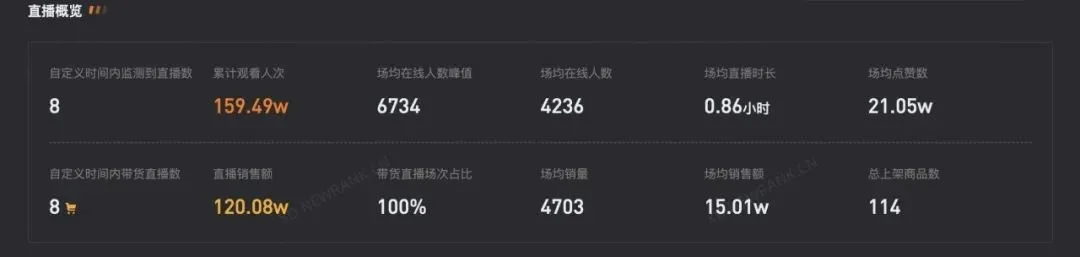 直播概览
自定义时间内监测到直播数 累计观看人次 场均在线人数峰值 场均在线人数 场均直播时长 场均点赞数
8 159.49w 6734 4236 0.86小时 21.05w
自定义时间内带货直播数 直播销售额 带货直播场次占比 场均销量 场均销售额 总上架商品数
8 120.08w 100% 4703 15.01w 114
NEWRANK.CN
NEWRANK.CN